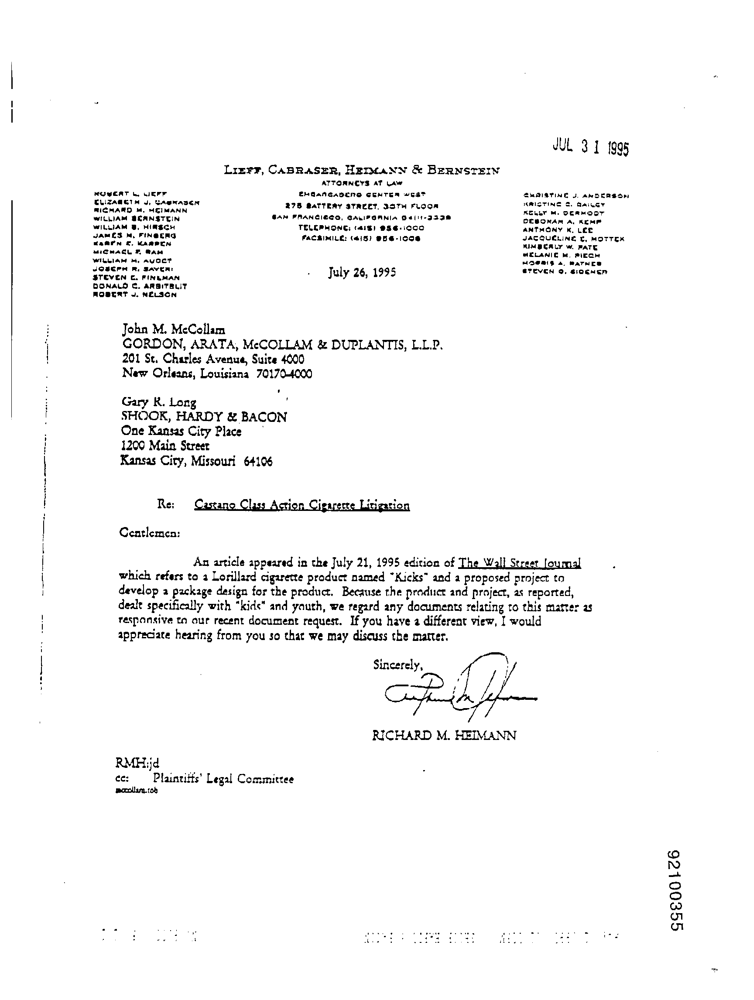 JUL 3 1 1995
LIEFF, CABRASER, HEIMANN & BERNSTEIN
ATTORNEYS AT LAW
EMBARCADERO CENTER WEST
275 BATTERY STREET, 30TH FLOOR
SAN FRANCISCO, CALIFORNIA 94111-3339
TELEPHONE: (415) 956-1000
FACSIMILE: (415) 956-1008
ROBERT L. LIEFF
ELIZABETH J. CABRASER
RICHARD M. HEIMANN
WILLIAM BERNSTEIN
WILLIAM B. HIRSCH
JAMES M. FINBERG
KAREN E. KARPEN
MICHAEL F. RAM
WILLIAM M. AUDET
JOSEPH R. SAVERI
STEVEN E. FINEMAN
DONALD C. ARBITBLIT
ROBERT J. NELSON
CHRISTINE J. ANDERSON
KRISTINE E. BAILEY
KELLY M. DERMODY
DEBORAH A. KEMP
ANTHONY K. LEE
JACQUELINE E. MOTTEK
KIMBERLY W. PATE
MELANIE M. PIECH
MORRIS A. RATNER
STEVEN O. SIDENER
July 26, 1995
John M. McCollam
GORDON, ARATA, McCOLLAM & DUPLANTIS, L.L.P.
201 St. Charles Avenue, Suite 4000
New Orleans, Louisiana 70170-4000
Gary R. Long
SHOOK, HARDY & BACON
One Kansas City Place
1200 Main Street
Kansas City, Missouri 64106
Re: Castano Class Action Cigarette Litigation
Gentlemen:
An article appeared in the July 21, 1995 edition of The Wall Street Journal
which refers to a Lorillard cigarette product named "Kicks" and a proposed project to
develop a package design for the product. Because the product and project, as reported,
dealt specifically with "kids" and youth, we regard any documents relating to this matter as
responsive to our recent document request. If you have a different view, I would
appreciate hearing from you so that we may discuss the matter.
Sincerely,
RICHARD M. HEIMANN
RMH:jd
cc: Plaintiffs' Legal Committee
mccollam.tob
92100355